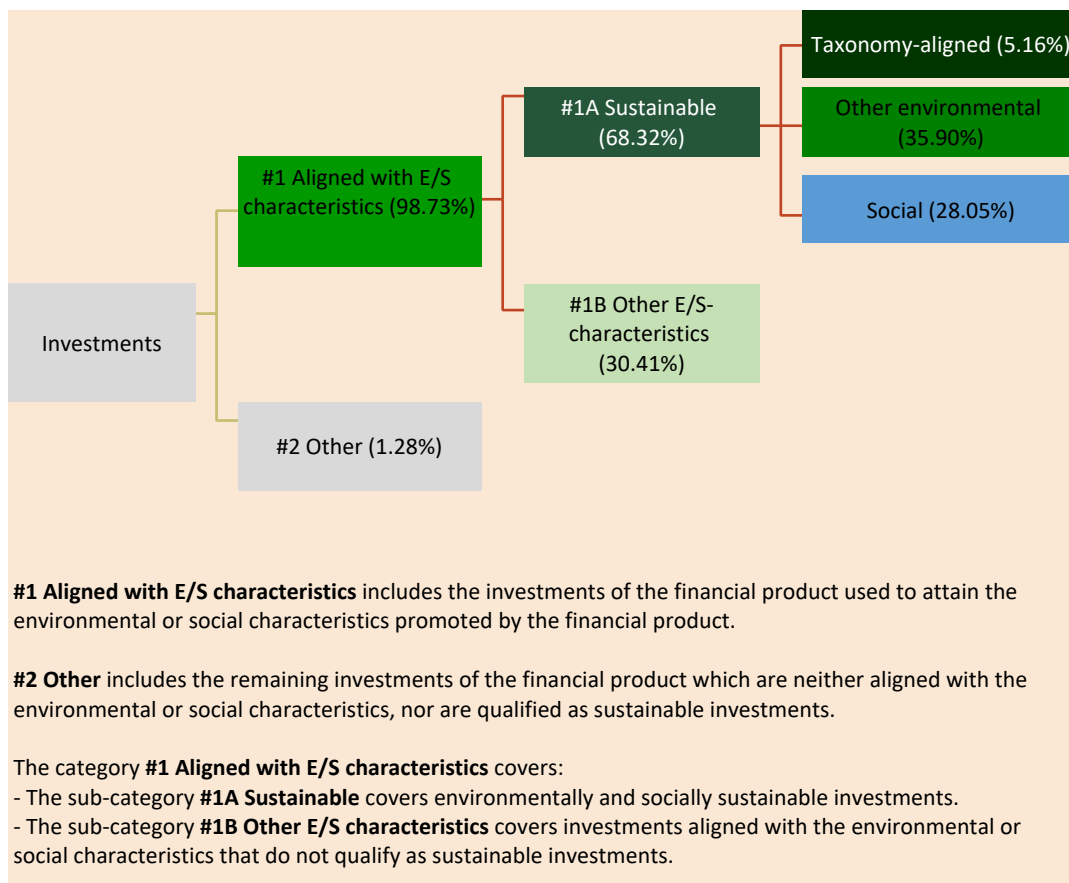 Taxonomy-aligned (5.16%)
#1A Sustainable
(68.32%)
Other environmental
(35.90%)
#1 Aligned with E/S
characteristics (98.73%)
Social (28.05%)
#1B Other E/S-
characteristics
(30.41%)
Investments
#2 Other (1.28%)
#1 Aligned with E/S characteristics includes the investments of the financial product used to attain the
environmental or social characteristics promoted by the financial product.
#2 Other includes the remaining investments of the financial product which are neither aligned with the
environmental or social characteristics, nor are qualified as sustainable investments.
The category #1 Aligned with E/S characteristics covers:
- The sub-category #1A Sustainable covers environmentally and socially sustainable investments.
- The sub-category #1B Other E/S characteristics covers investments aligned with the environmental or
social characteristics that do not qualify as sustainable investments.